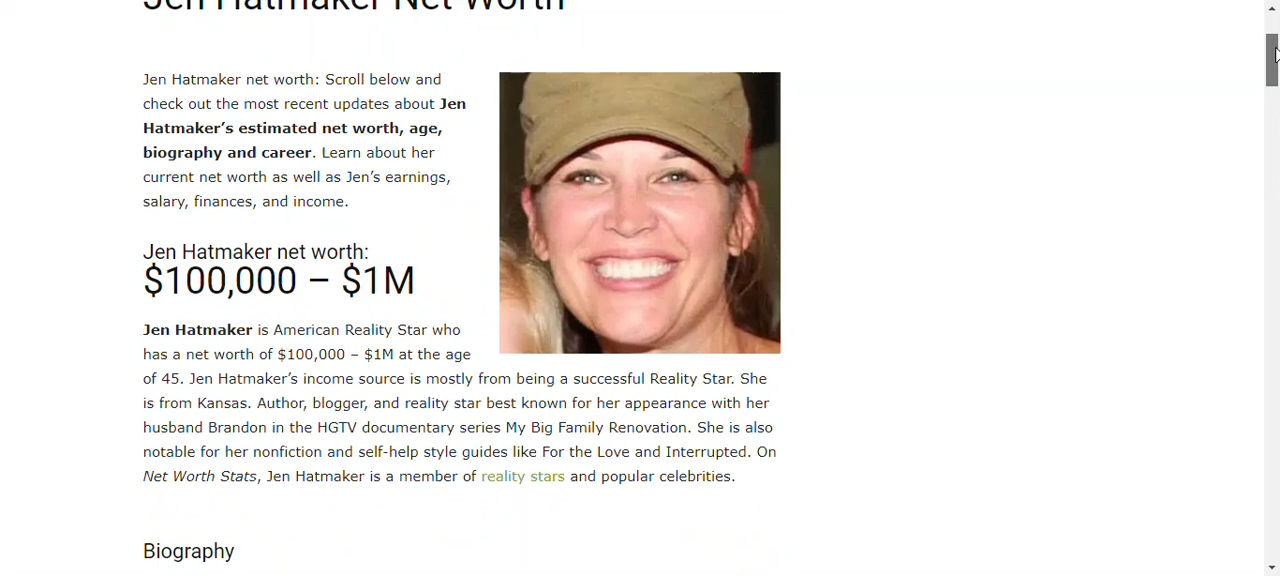 Jen Hatmaker Net Worth
Jen Hatmaker net worth: Scroll below and
check out the most recent updates about Jen
Hatmaker’s estimated net worth, age,
biography and career. Learn about her
current net worth as well as Jen’s earnings,
salary, finances, and income.
Jen Hatmaker net worth:
$100,000 – $1M
Jen Hatmaker is American Reality Star who
has a net worth of $100,000 – $1M at the age
of 45. Jen Hatmaker’s income source is mostly from being a successful Reality Star. She
is from Kansas. Author, blogger, and reality star best known for her appearance with her
husband Brandon in the HGTV documentary series My Big Family Renovation. She is also
notable for her nonfiction and self-help style guides like For the Love and Interrupted. On
Net Worth Stats, Jen Hatmaker is a member of reality stars and popular celebrities.
Biography